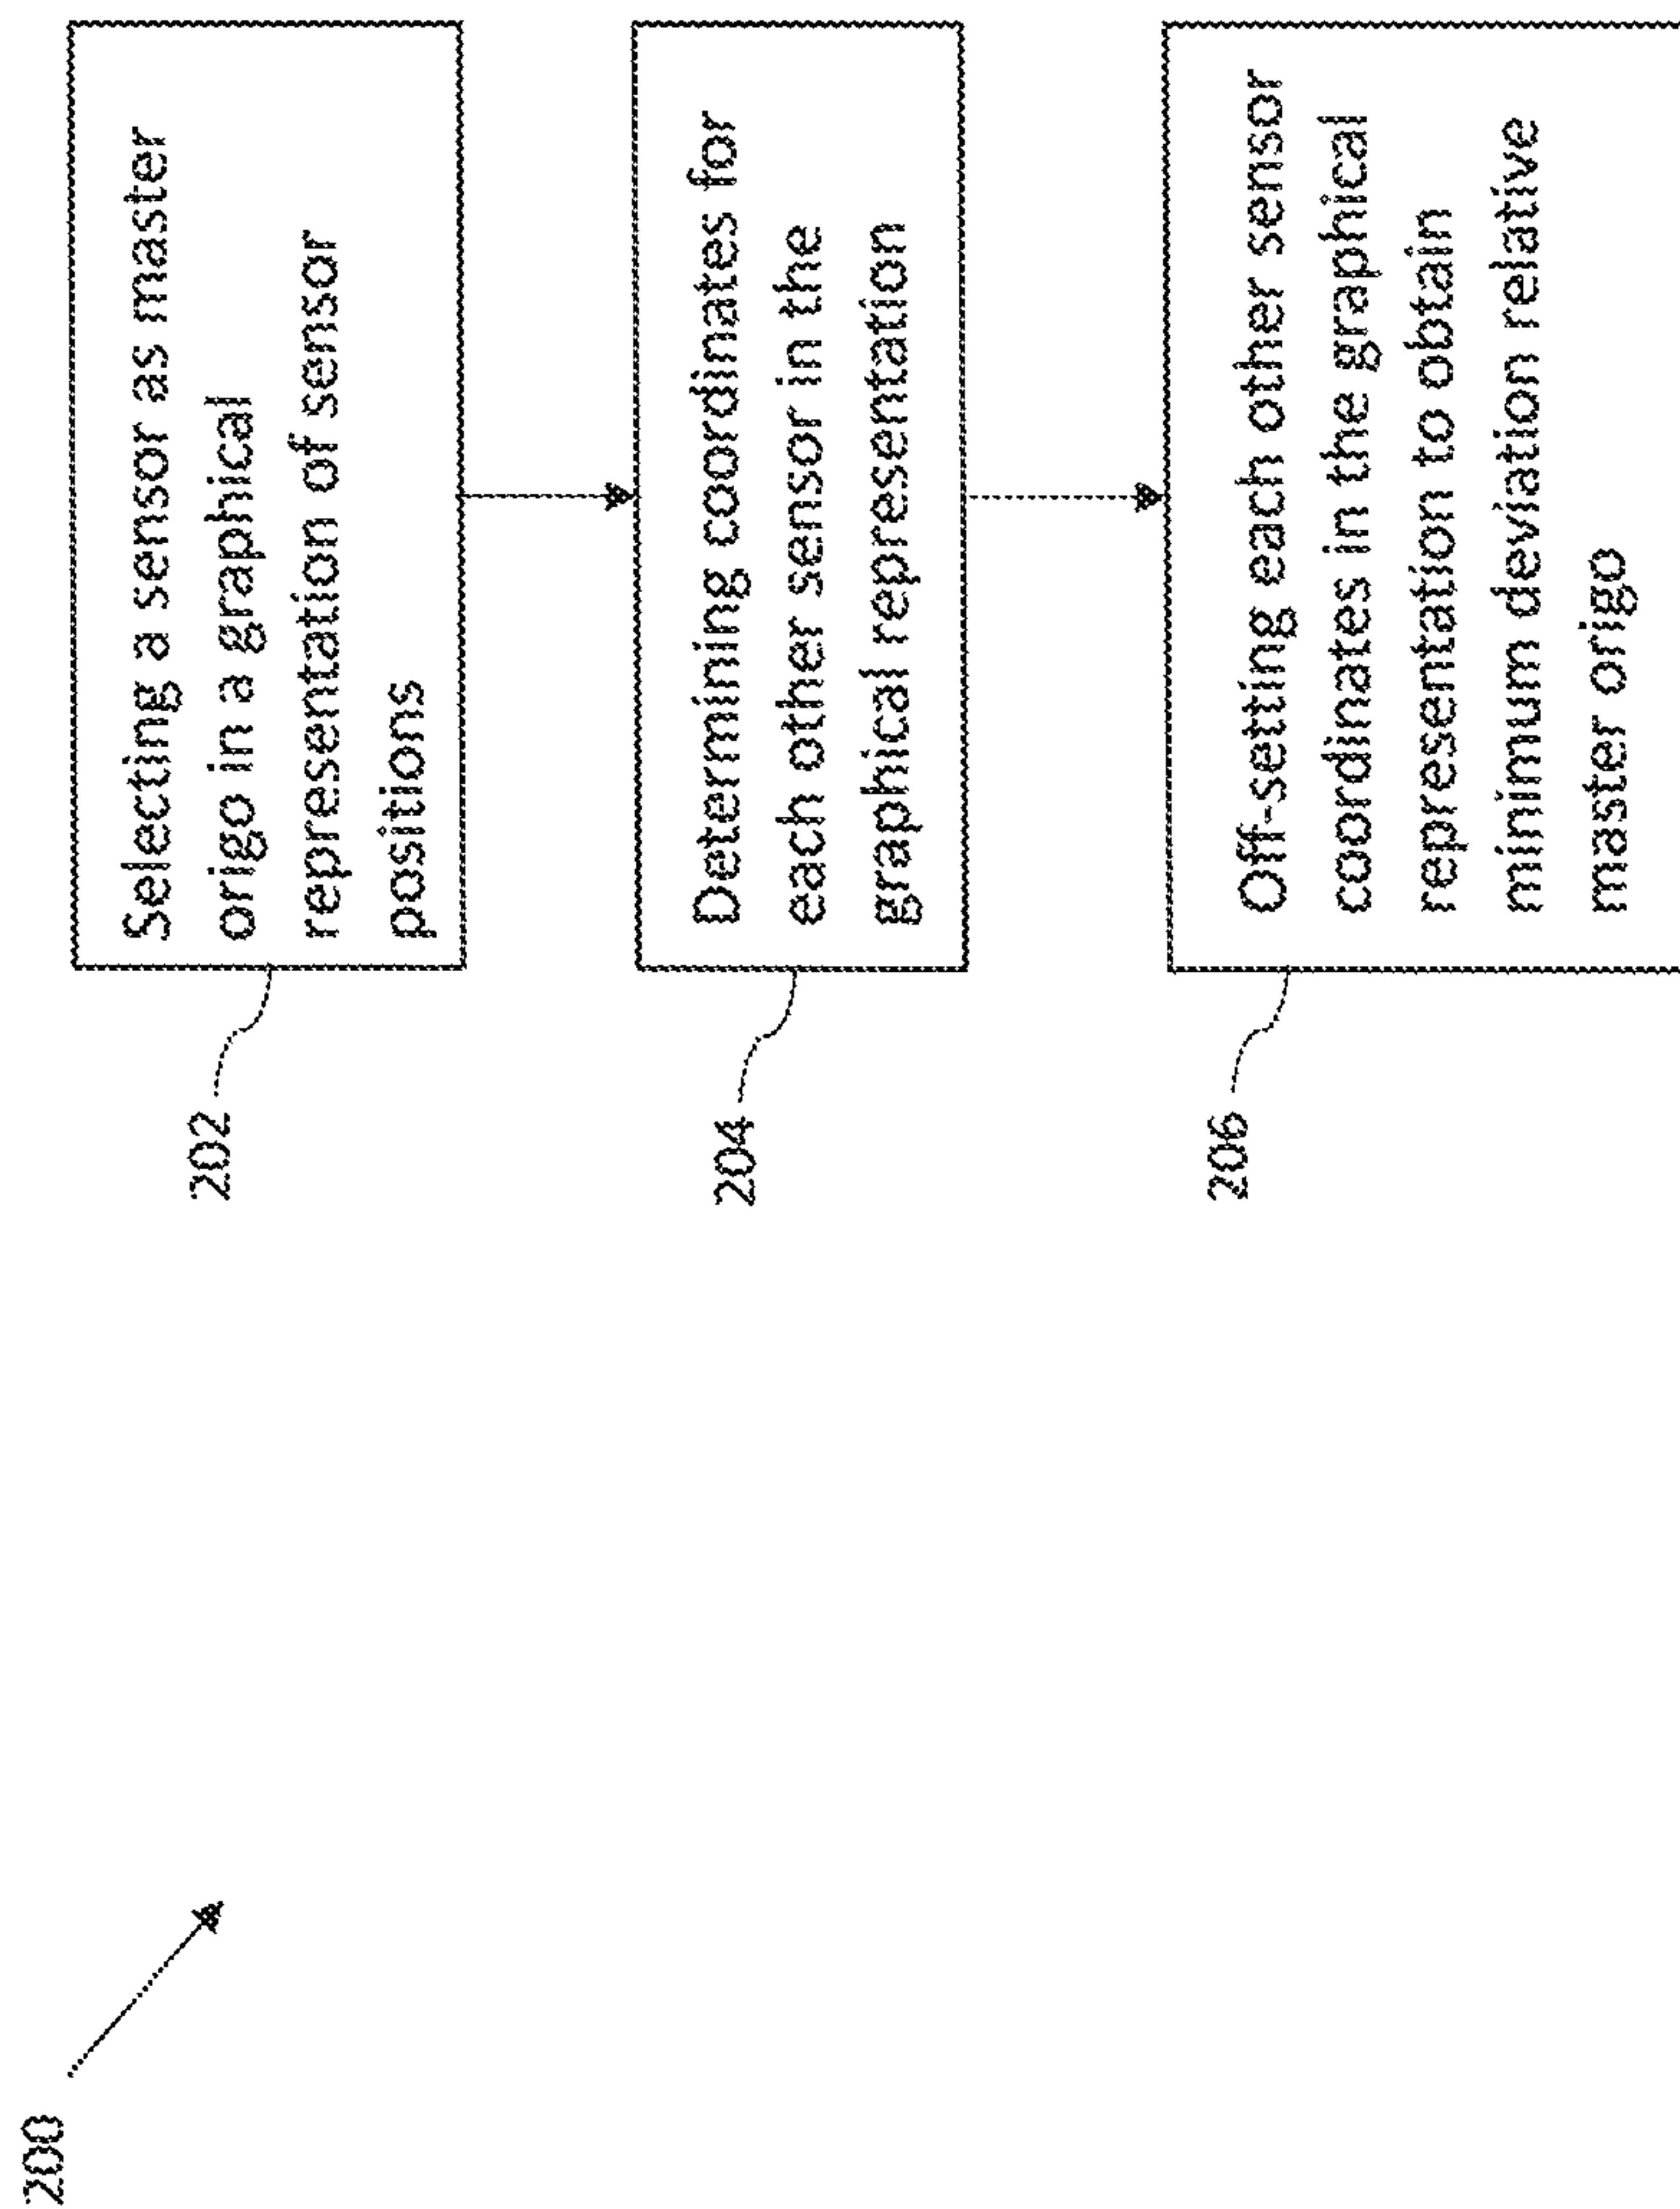 200
202
Selecting a sensor as master
origo in a graphical
representation of sensor
positions
204
Determining coordinates for
each other sensor in the
graphical representation
206
Off-setting each other sensor
coordinates in the graphical
representation to obtain
minimum deviation relative
master origo